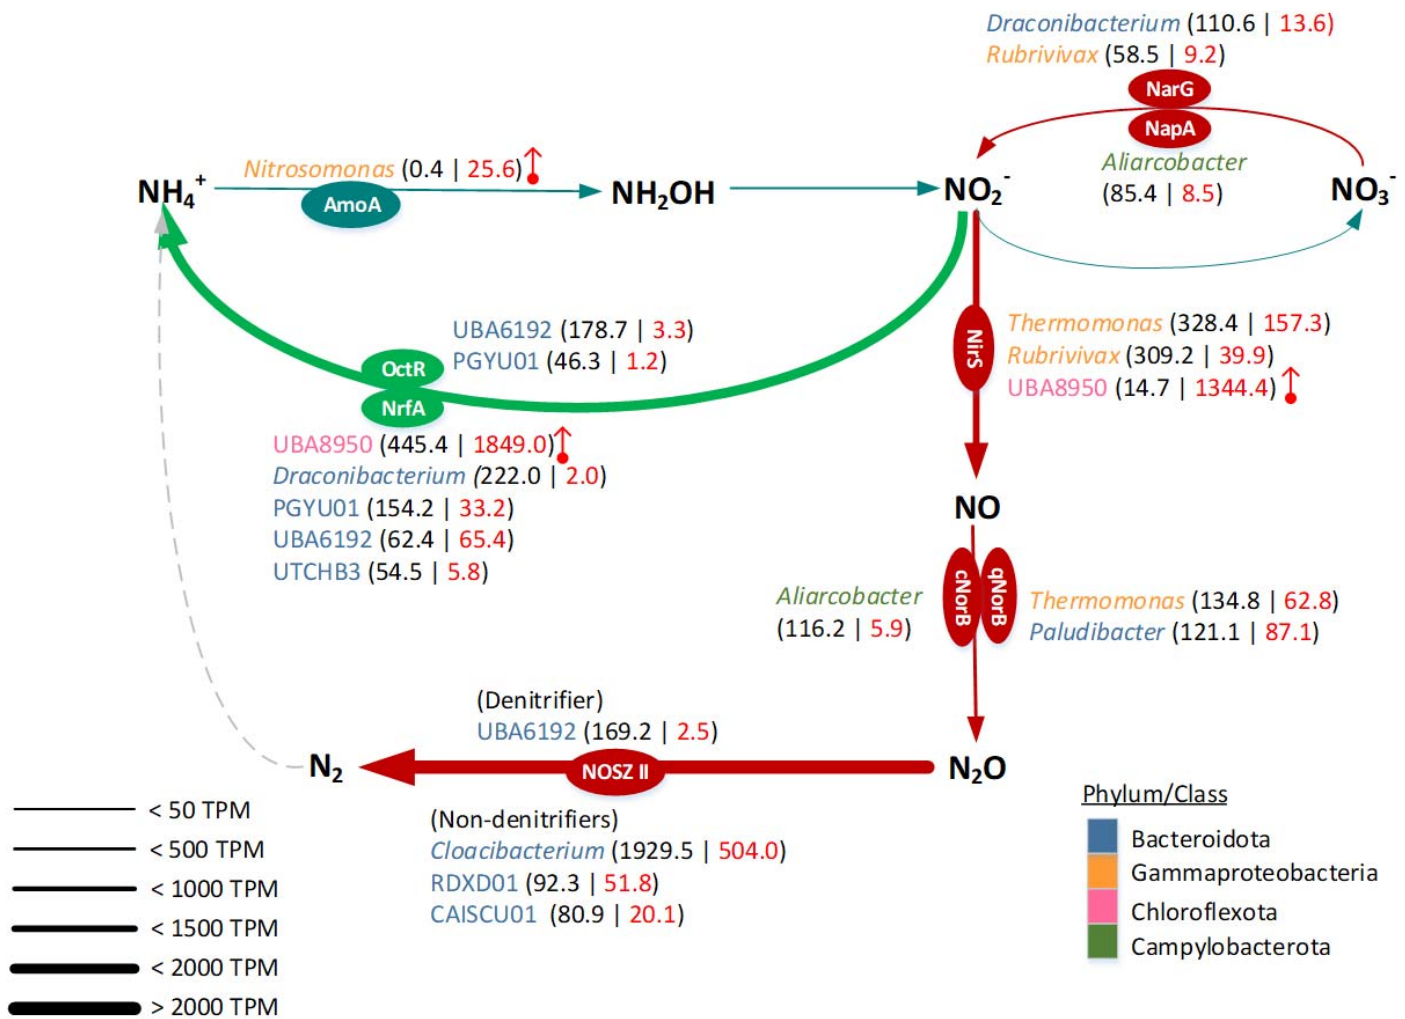 Draconibacterium (110.6 | 13.6)
Rubrivivax (58.5 | 9.2)
NarG
NapA
Aliarcobacter
(85.4 | 8.5)
Nitrosomonas (0.4 | 25.6)
NH₄⁺
AmoA
NH₂OH
NO₂⁻
NO₃⁻
UBA6192 (178.7 | 3.3)
PGYU01 (46.3 | 1.2)
OctR
NrfA
UBA8950 (445.4 | 1849.0)
Draconibacterium (222.0 | 2.0)
PGYU01 (154.2 | 33.2)
UBA6192 (62.4 | 65.4)
UTCHB3 (54.5 | 5.8)
NirS
Thermomonas (328.4 | 157.3)
Rubrivivax (309.2 | 39.9)
UBA8950 (14.7 | 1344.4)
NO
Aliarcobacter
(116.2 | 5.9)
cNorB
qNorB
Thermomonas (134.8 | 62.8)
Paludibacter (121.1 | 87.1)
(Denitrifier)
UBA6192 (169.2 | 2.5)
N₂
NOSZ II
N₂O
(Non-denitrifiers)
Cloacibacterium (1929.5 | 504.0)
RDXD01 (92.3 | 51.8)
CAISCU01 (80.9 | 20.1)
< 50 TPM
< 500 TPM
< 1000 TPM
< 1500 TPM
< 2000 TPM
> 2000 TPM
Phylum/Class
Bacteroidota
Gammaproteobacteria
Chloroflexota
Campylobacterota